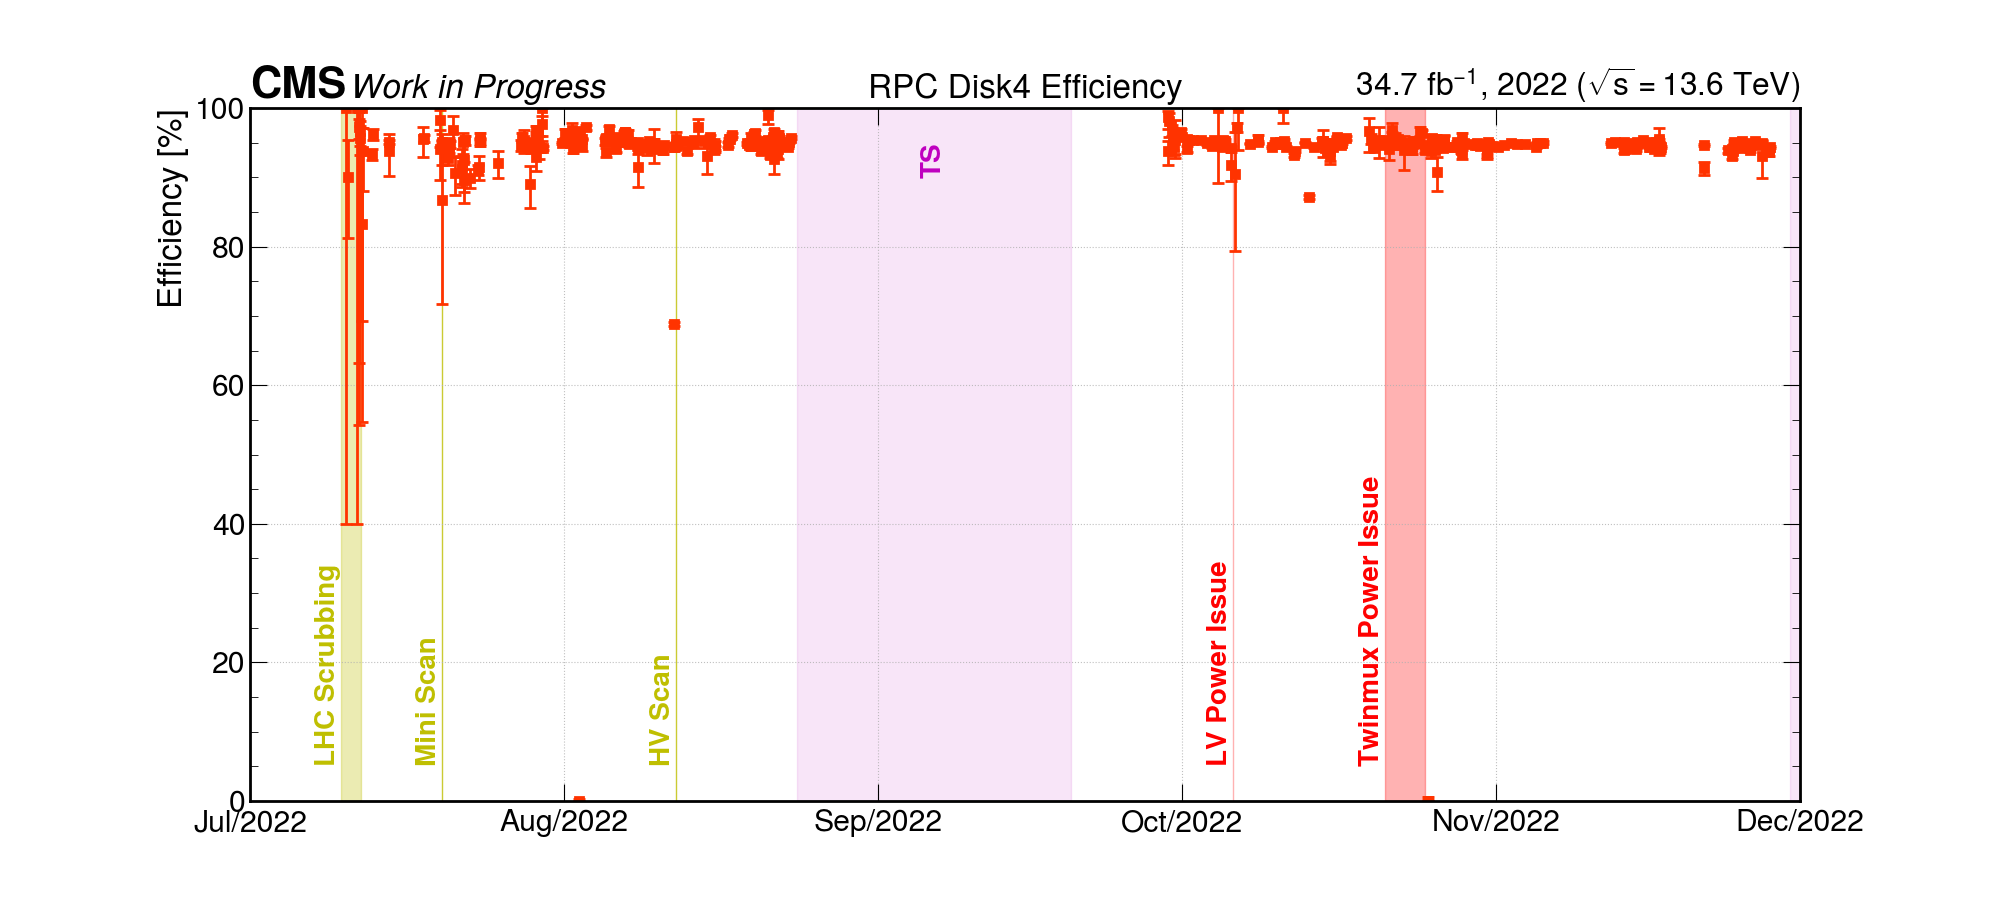 CMS Work in Progress
RPC Disk4 Efficiency
34.7 fb⁻¹, 2022 (√s = 13.6 TeV)
Efficiency [%]
100
80
60
40
20
0
TS
LHC Scrubbing
Mini Scan
HV Scan
LV Power Issue
Twinmux Power Issue
Jul/2022
Aug/2022
Sep/2022
Oct/2022
Nov/2022
Dec/2022